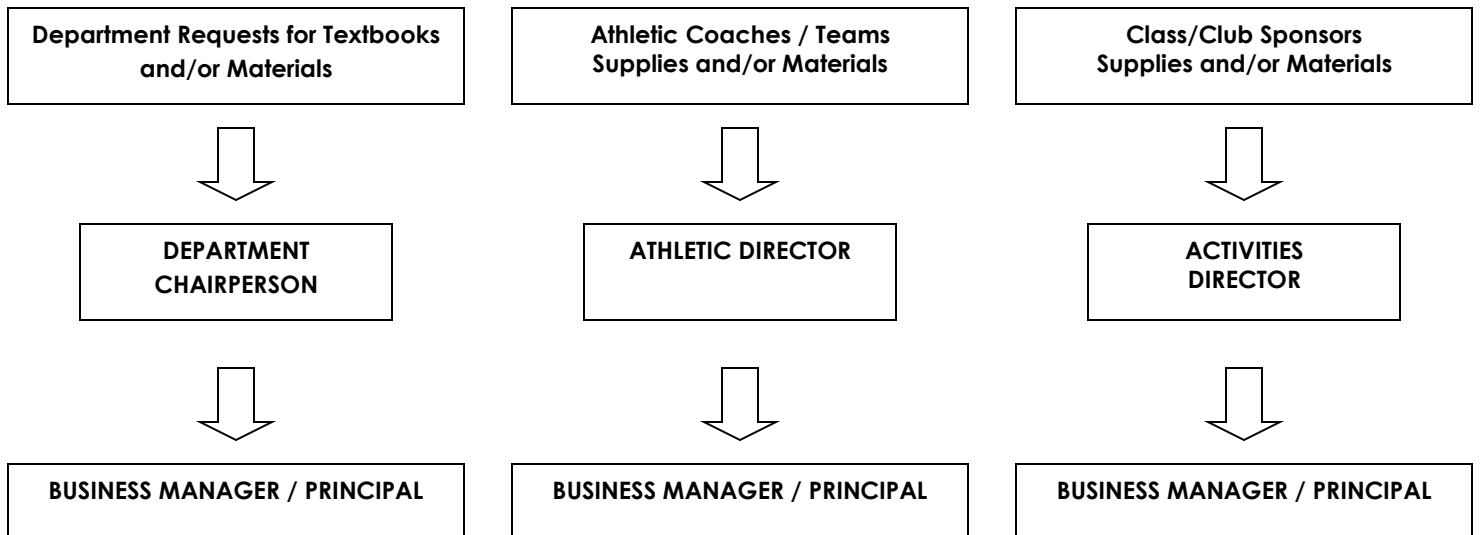 Department Requests for Textbooks
and/or Materials
Athletic Coaches / Teams
Supplies and/or Materials
Class/Club Sponsors
Supplies and/or Materials
DEPARTMENT
CHAIRPERSON
ATHLETIC DIRECTOR
ACTIVITIES
DIRECTOR
BUSINESS MANAGER / PRINCIPAL
BUSINESS MANAGER / PRINCIPAL
BUSINESS MANAGER / PRINCIPAL